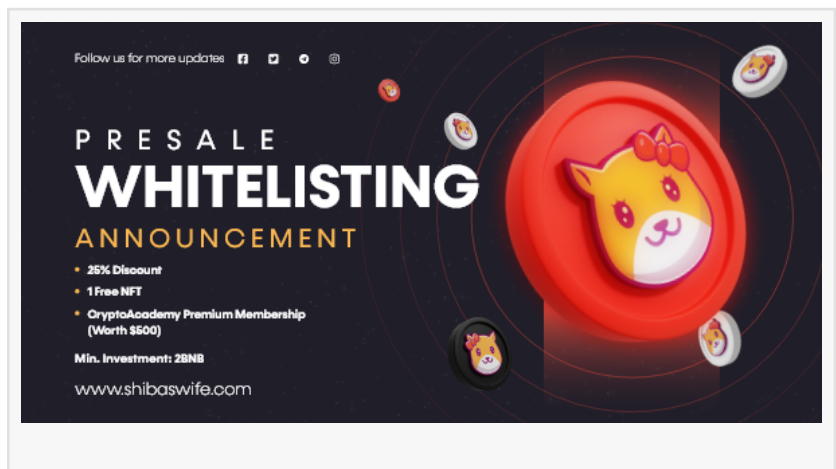 Follow us for more updates
PRESALE
WHITELISTING
ANNOUNCEMENT
• 25% Discount
• 1 Free NFT
• CryptoAcademy Premium Membership
(Worth $500)
Min. Investment: 2BNB
www.shibaswife.com